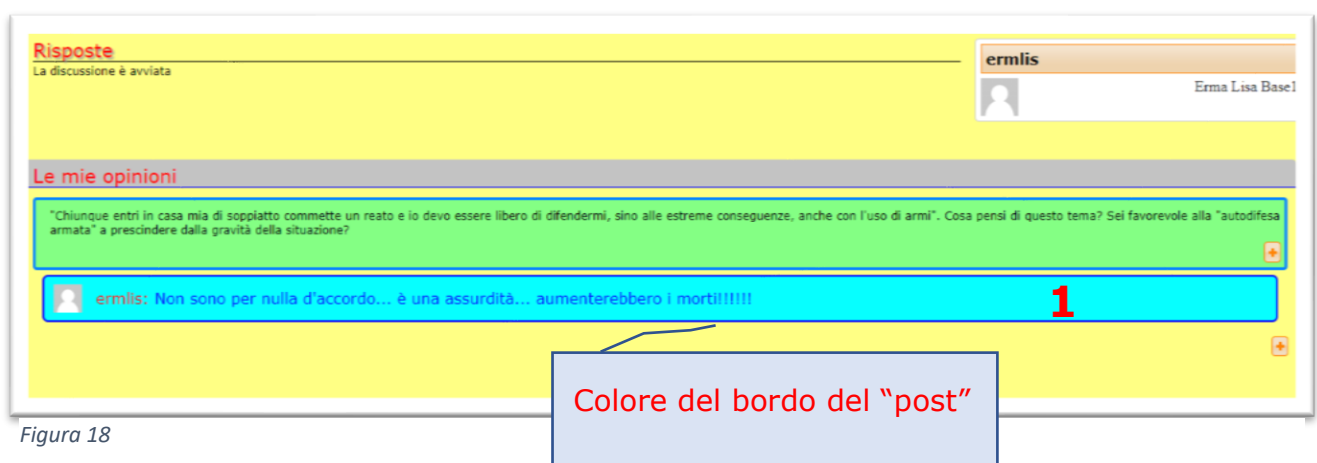 Risposte
La discussione è avviata
ermlis
Erma Lisa Base1
Le mie opinioni
"Chiunque entri in casa mia di soppiatto commette un reato e io devo essere libero di difendermi, sino alle estreme conseguenze, anche con l'uso di armi". Cosa pensi di questo tema? Sei favorevole alla "autodifesa
armata" a prescindere dalla gravità della situazione?
ermlis: Non sono per nulla d'accordo... è una assurdità... aumenterebbero i morti!!!!!!
1
Colore del bordo del “post”
Figura 18